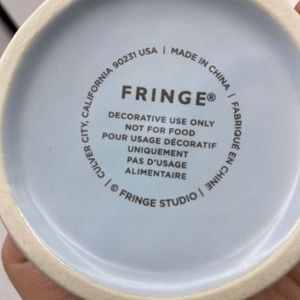 CULVER CITY, CALIFORNIA 90231 USA | MADE IN CHINA | FABRIQUÉ EN CHINE | © FRINGE STUDIO |
FRINGE®
DECORATIVE USE ONLY
NOT FOR FOOD
POUR USAGE DÉCORATIF
UNIQUEMENT
PAS D'USAGE
ALIMENTAIRE